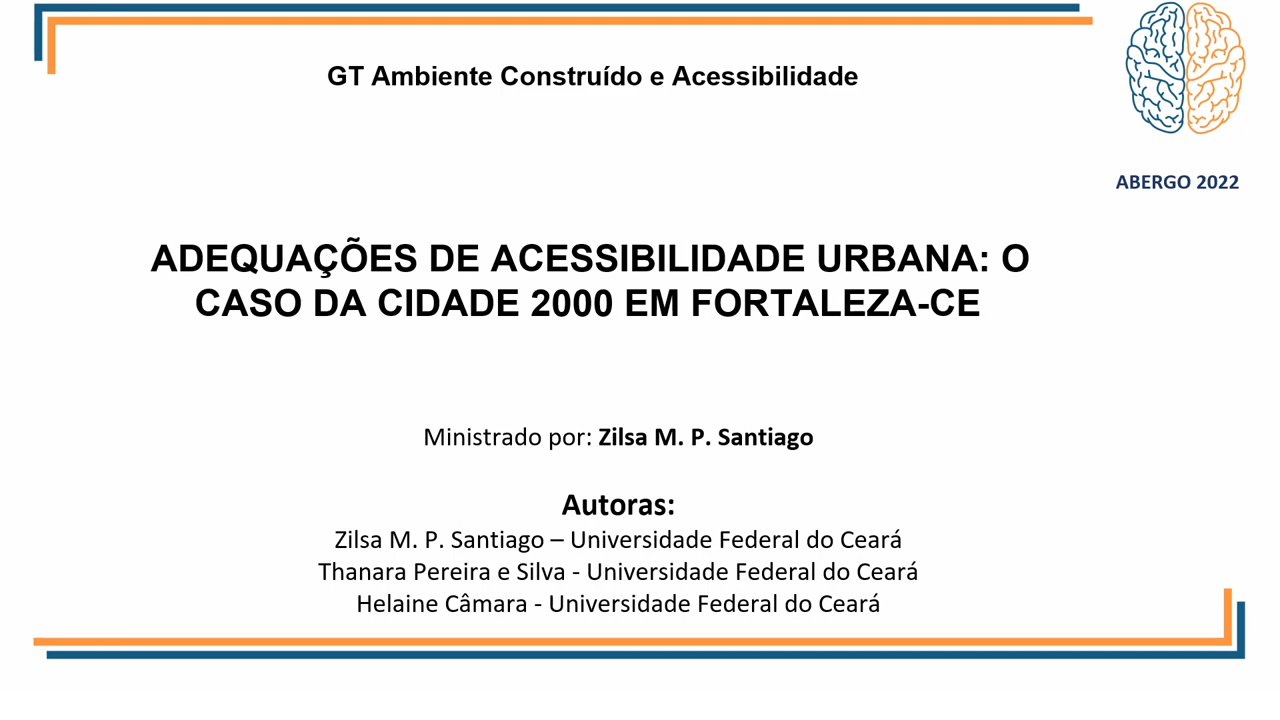 GT Ambiente Construído e Acessibilidade
ABERGO 2022
ADEQUAÇÕES DE ACESSIBILIDADE URBANA: O
CASO DA CIDADE 2000 EM FORTALEZA-CE
Ministrado por: Zilsa M. P. Santiago
Autoras:
Zilsa M. P. Santiago – Universidade Federal do Ceará
Thanara Pereira e Silva - Universidade Federal do Ceará
Helaine Câmara - Universidade Federal do Ceará